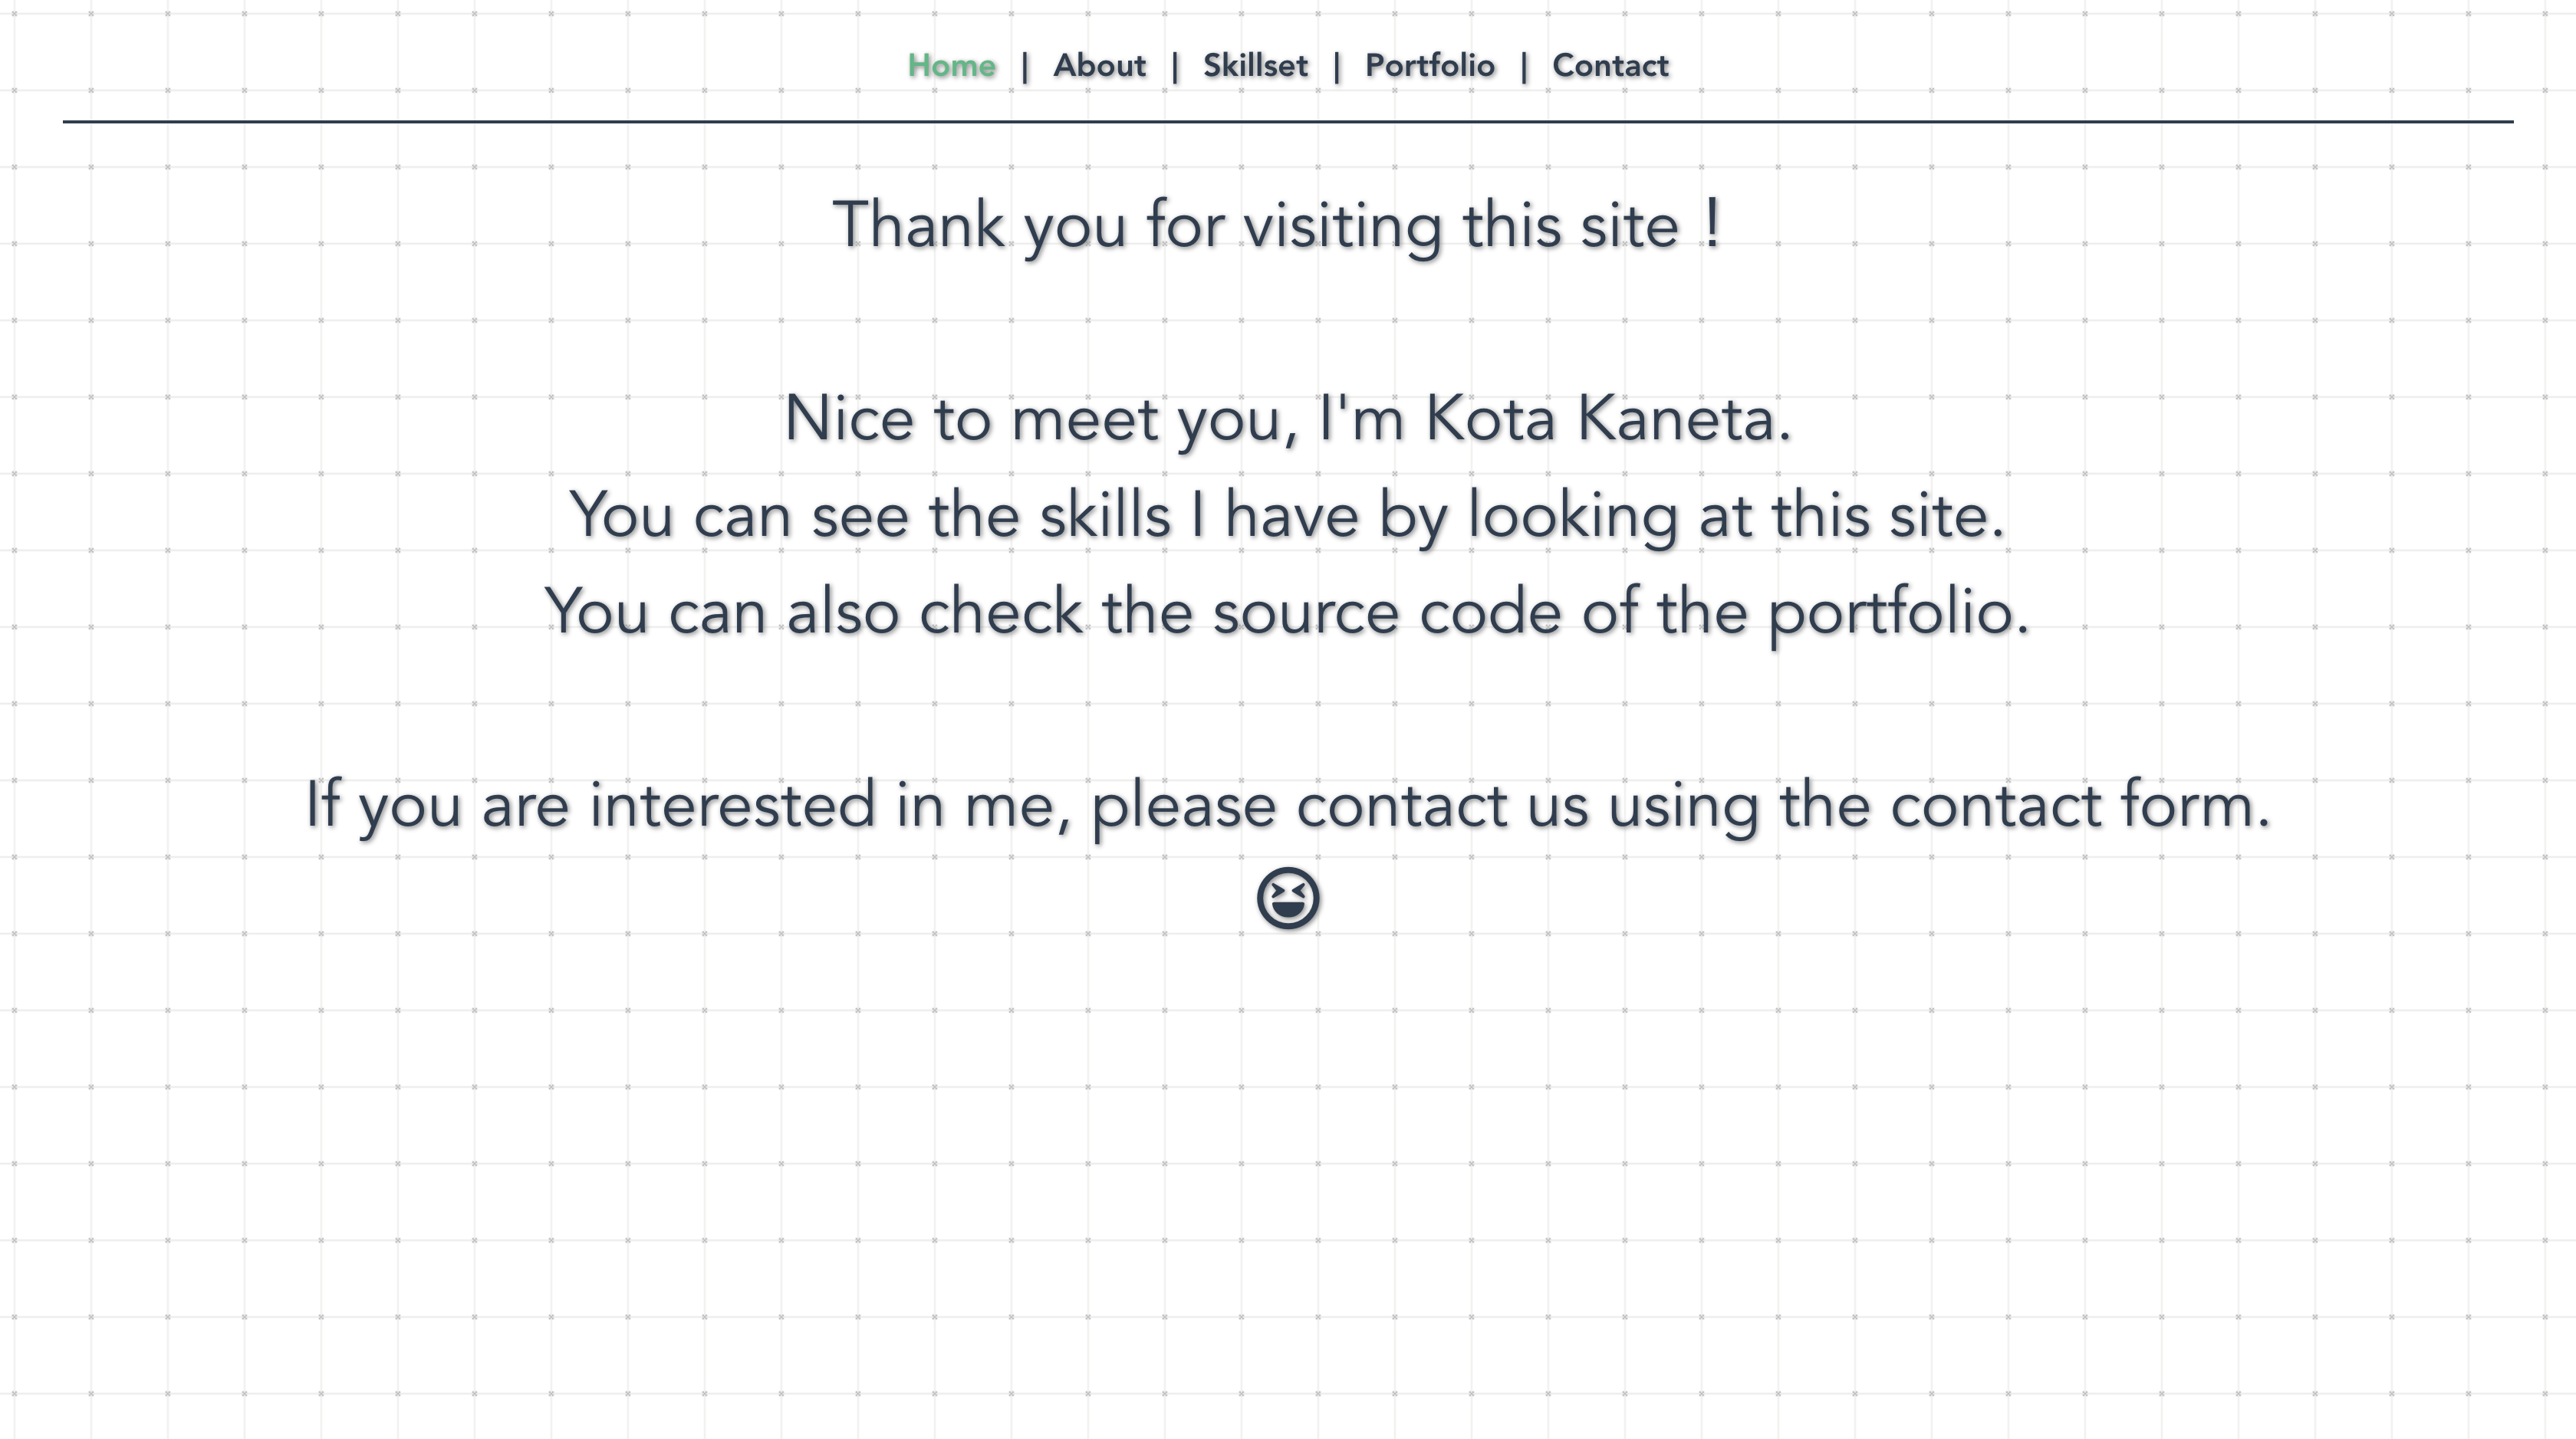 Home | About | Skillset | Portfolio | Contact
Thank you for visiting this site !
Nice to meet you, I'm Kota Kaneta.
You can see the skills I have by looking at this site.
You can also check the source code of the portfolio.
If you are interested in me, please contact us using the contact form.